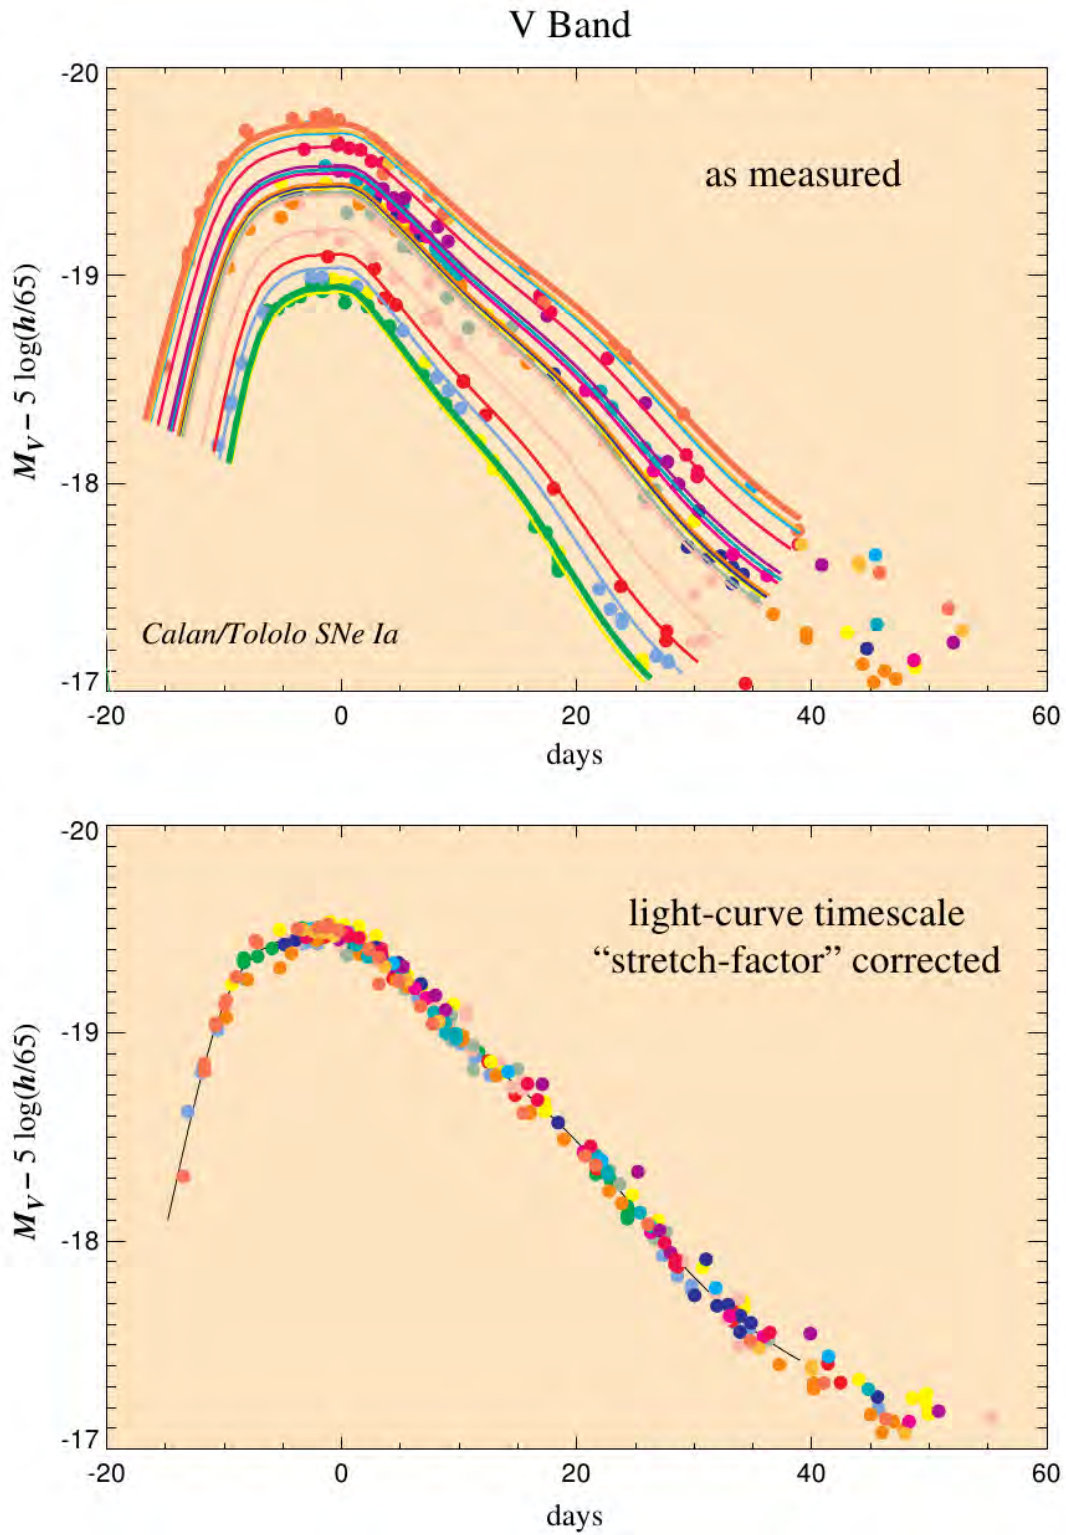 V Band
-20
-19
-18
-17
M_V – 5 log(h/65)
as measured
Calan/Tololo SNe Ia
-20
0
20
40
60
days
-20
-19
-18
-17
M_V – 5 log(h/65)
light-curve timescale
“stretch-factor” corrected
-20
0
20
40
60
days